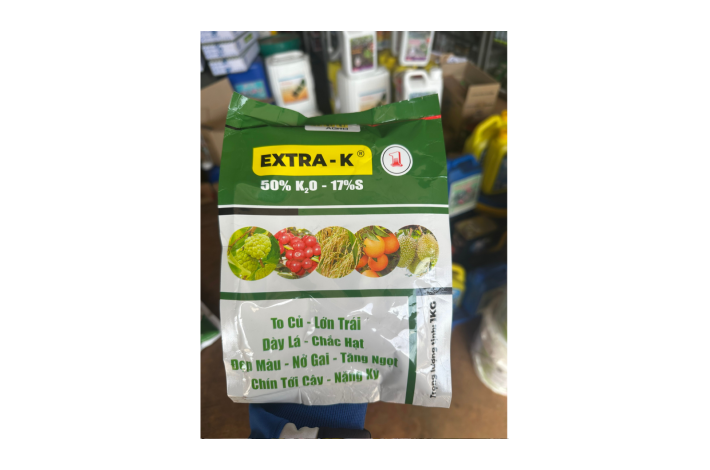 EXTRA-K®
50% K₂O - 17%S
To Củ - Lớn Trái
Dày Lá - Chắc Hạt
Đẹp Màu - Nở Gai - Tăng Ngọt
Chín Tới Cây - Nặng Ký
Trọng lượng tịnh: 1KG